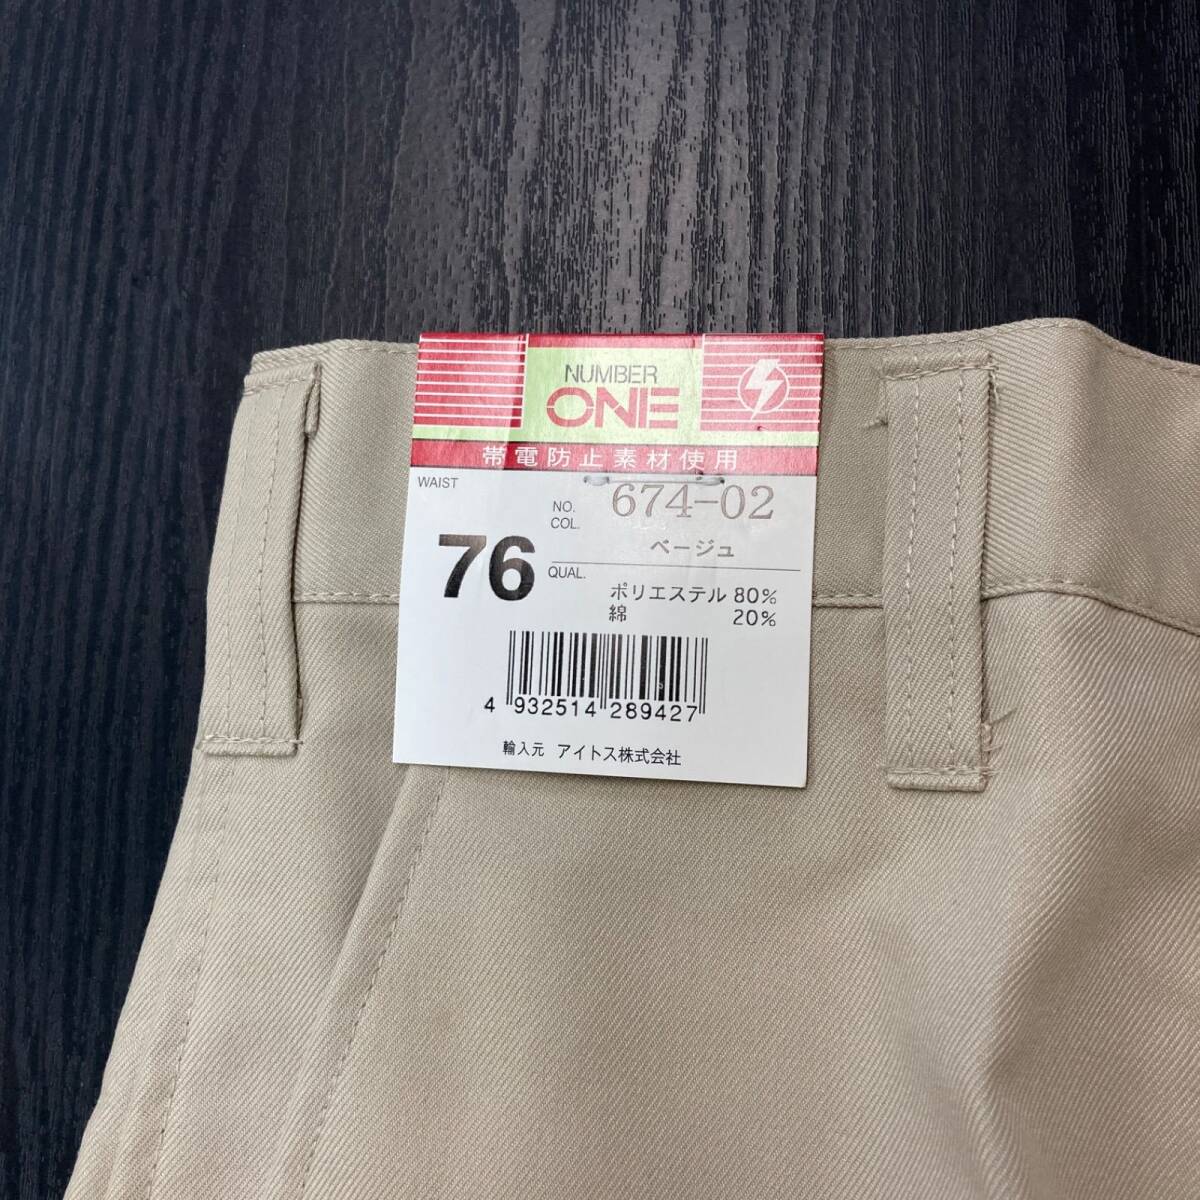 NUMBER
ONE
帯電防止素材使用
WAIST
76
NO. 674-02
COL. ベージュ
QUAL. ポリエステル 80%
綿 20%
4 932514 289427
輸入元 アイトス株式会社